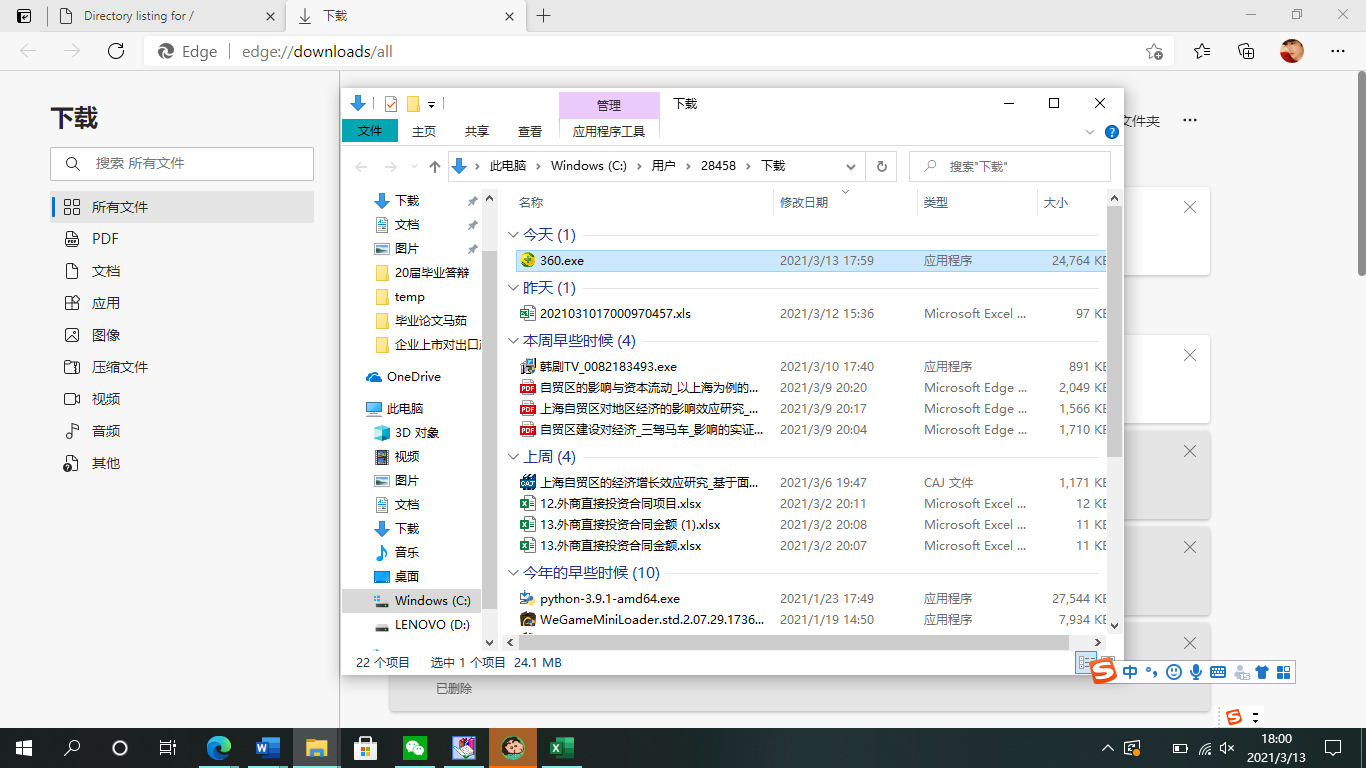 Directory listing for /
下载
Edge
edge://downloads/all
下载
搜索 所有文件
所有文件
PDF
文档
应用
图像
压缩文件
视频
音频
其他
文件夹
管理
下载
文件
主页
共享
查看
应用程序工具
此电脑
Windows (C:)
用户
28458
下载
搜索"下载"
下载
文档
图片
20届毕业答辩
temp
毕业论文马茹
企业上市对出口
OneDrive
此电脑
3D 对象
视频
图片
文档
下载
音乐
桌面
Windows (C:)
LENOVO (D:)
名称 修改日期 类型 大小
今天 (1)
360.exe 2021/3/13 17:59 应用程序 24,764 KB
昨天 (1)
2021031017000970457.xls 2021/3/12 15:36 Microsoft Excel ... 97 KB
本周早些时候 (4)
韩剧TV_0082183493.exe 2021/3/10 17:40 应用程序 891 KB
自贸区的影响与资本流动_以上海为例的... 2021/3/9 20:20 Microsoft Edge ... 2,049 KB
上海自贸区对地区经济的影响效应研究_... 2021/3/9 20:17 Microsoft Edge ... 1,566 KB
自贸区建设对经济_三驾马车_影响的实证... 2021/3/9 20:04 Microsoft Edge ... 1,710 KB
上周 (4)
上海自贸区的经济增长效应研究_基于面... 2021/3/6 19:47 CAJ 文件 1,171 KB
12.外商直接投资合同项目.xlsx 2021/3/2 20:11 Microsoft Excel ... 12 KB
13.外商直接投资合同金额 (1).xlsx 2021/3/2 20:08 Microsoft Excel ... 11 KB
13.外商直接投资合同金额.xlsx 2021/3/2 20:07 Microsoft Excel ... 11 KB
今年的早些时候 (10)
python-3.9.1-amd64.exe 2021/1/23 17:49 应用程序 27,544 KB
WeGameMiniLoader.std.2.07.29.1736... 2021/1/19 14:50 应用程序 7,934 KB
22 个项目 选中 1 个项目 24.1 MB
中
已删除
18:00
2021/3/13